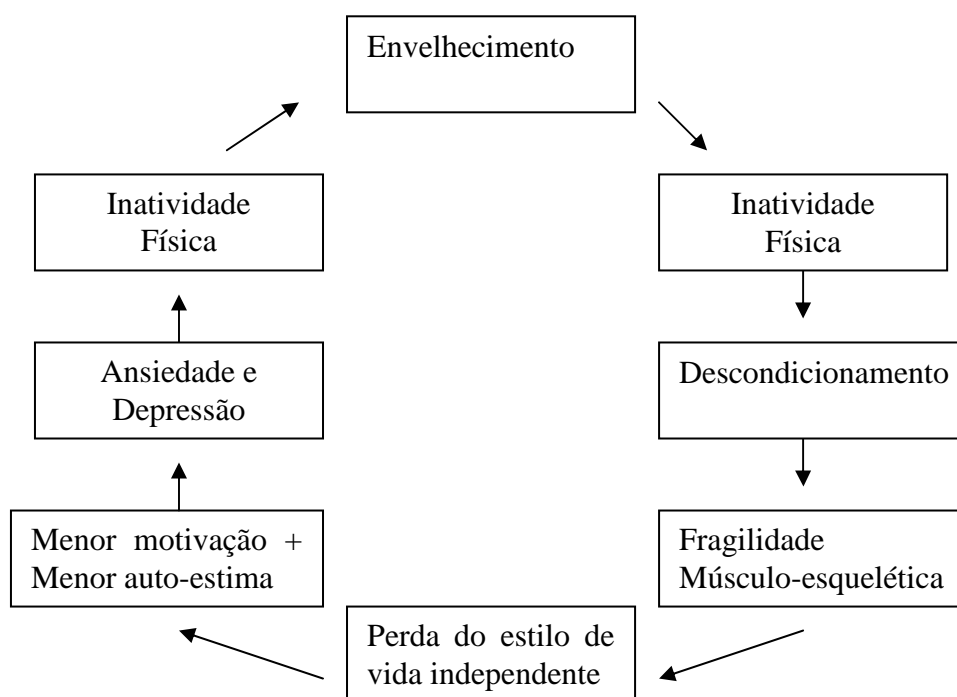 Envelhecimento
Inatividade
Física
Inatividade
Física
Ansiedade e
Depressão
Descondicionamento
Menor motivação +
Menor auto-estima
Fragilidade
Músculo-esquelética
Perda do estilo de
vida independente